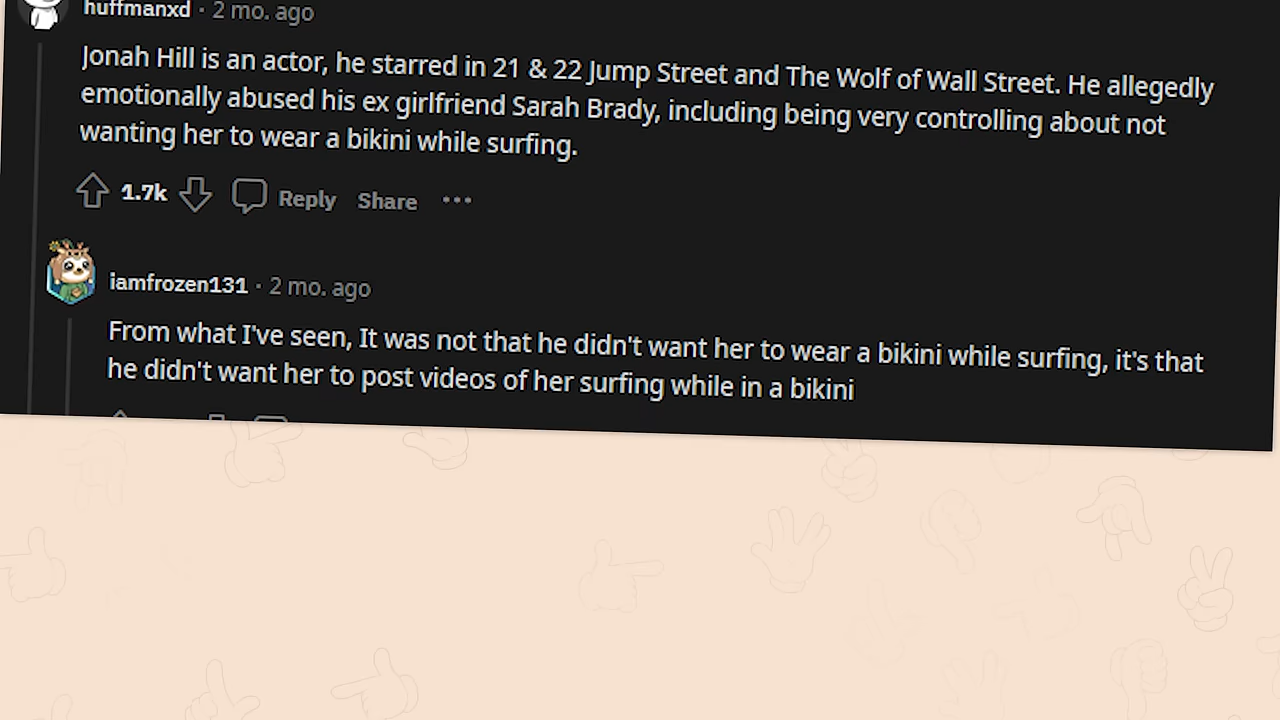 huffmanxd · 2 mo. ago
Jonah Hill is an actor, he starred in 21 & 22 Jump Street and The Wolf of Wall Street. He allegedly
emotionally abused his ex girlfriend Sarah Brady, including being very controlling about not
wanting her to wear a bikini while surfing.
1.7k Reply Share ···
iamfrozen131 · 2 mo. ago
From what I've seen, It was not that he didn't want her to wear a bikini while surfing, it's that
he didn't want her to post videos of her surfing while in a bikini